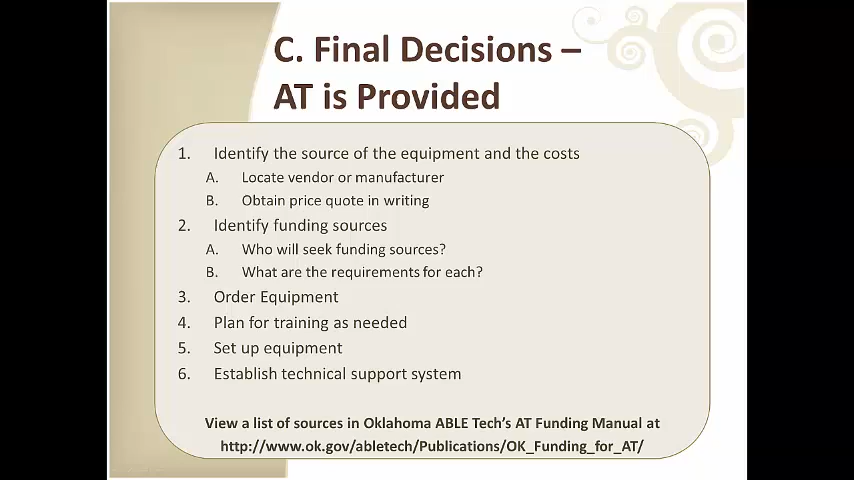 C. Final Decisions –
AT is Provided
1. Identify the source of the equipment and the costs
A. Locate vendor or manufacturer
B. Obtain price quote in writing
2. Identify funding sources
A. Who will seek funding sources?
B. What are the requirements for each?
3. Order Equipment
4. Plan for training as needed
5. Set up equipment
6. Establish technical support system
View a list of sources in Oklahoma ABLE Tech's AT Funding Manual at
http://www.ok.gov/abletech/Publications/OK_Funding_for_AT/